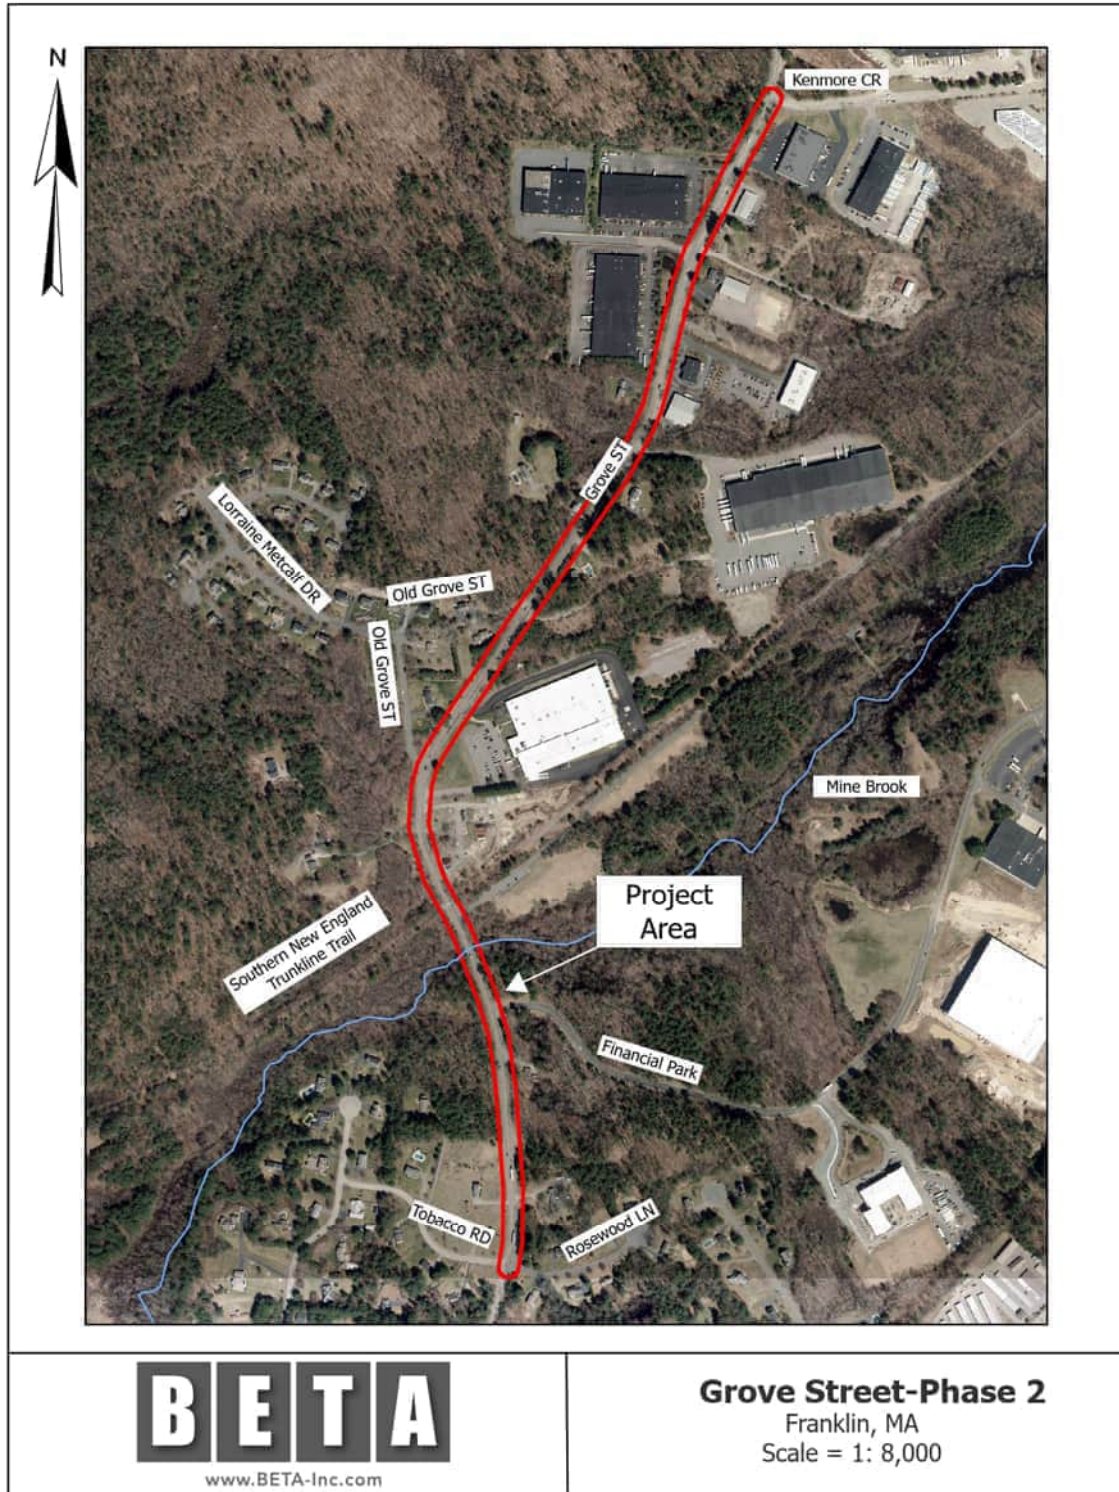 N
Kenmore CR
Grove ST
Lorraine Metcalf DR
Old Grove ST
Old Grove ST
Mine Brook
Project
Area
Southern New England
Trunkline Trail
Financial Park
Tobacco RD
Rosewood LN
BETA
www.BETA-Inc.com
Grove Street-Phase 2
Franklin, MA
Scale = 1: 8,000